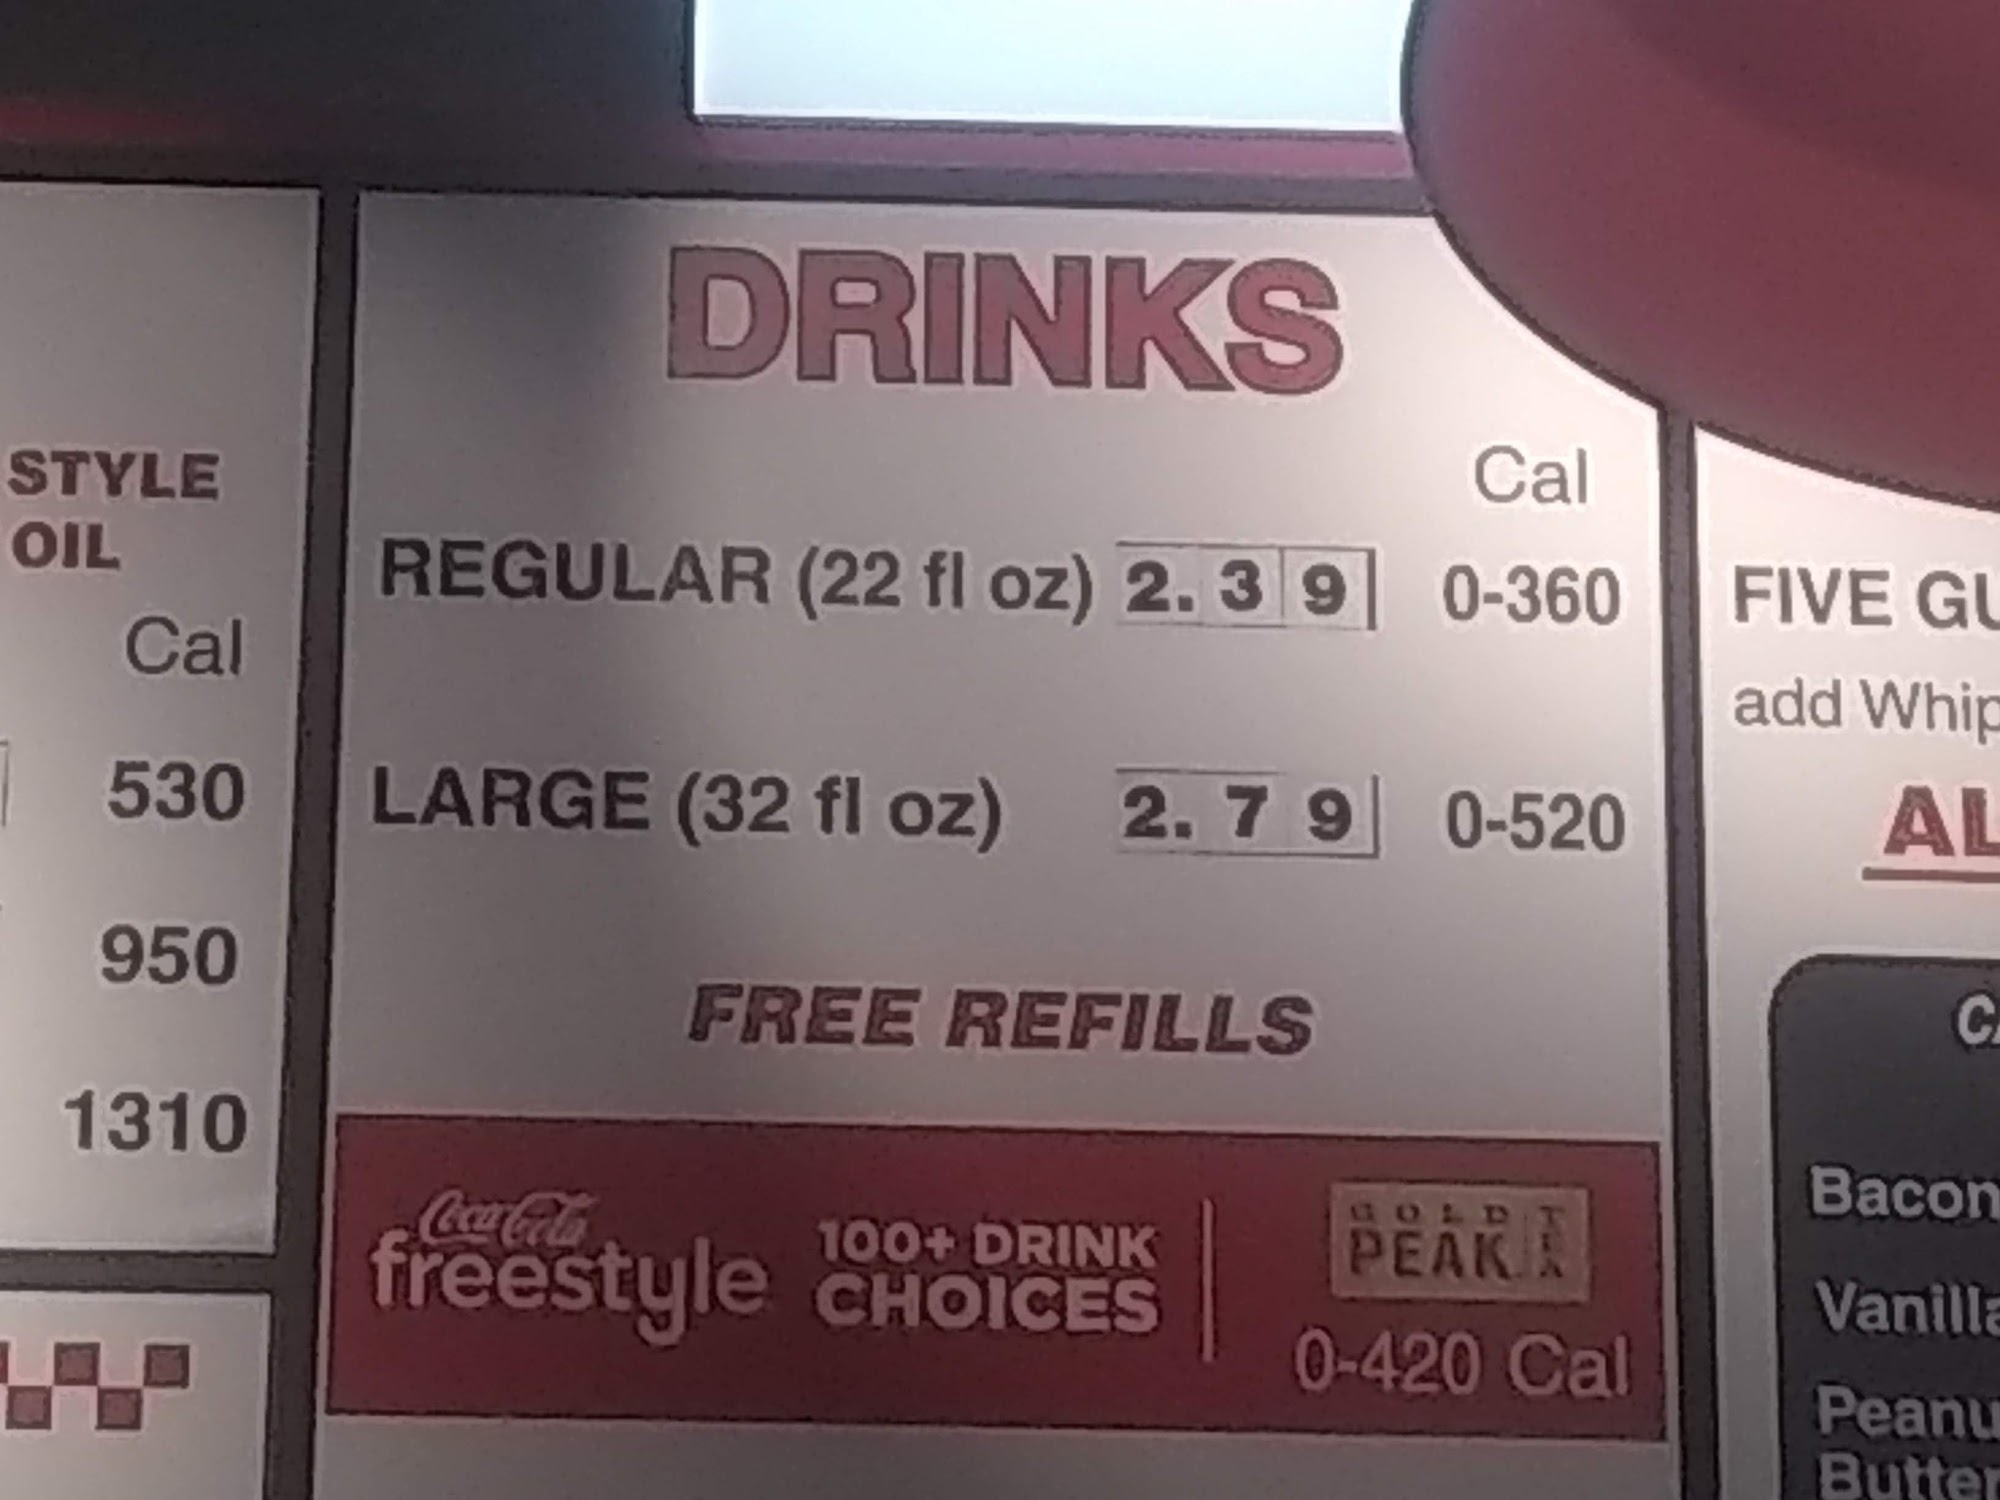 STYLE
OIL
Cal
530
950
1310
DRINKS
Cal
REGULAR (22 fl oz) 2.39 0-360
LARGE (32 fl oz) 2.79 0-520
FREE REFILLS
Coca-Cola
freestyle
100+ DRINK
CHOICES
GOLD
PEAK
TEA
0-420 Cal
FIVE GU
add Whip
AL
CA
Bacon
Vanilla
Peanu
Butter